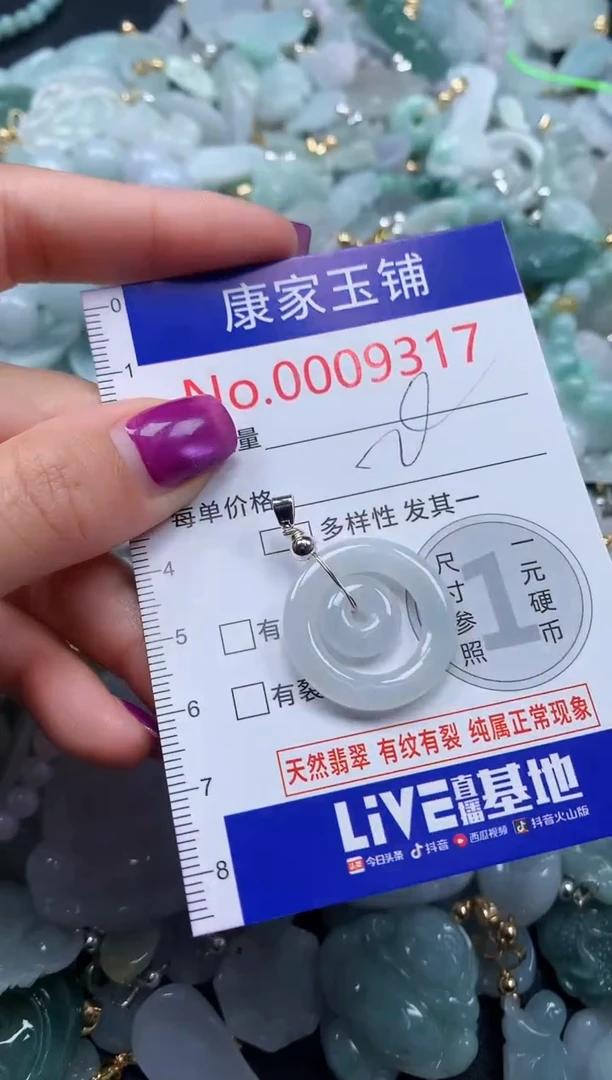 康家玉铺
No.0009317
量
每单价格
多样性 发其一
尺寸参照
1
一元硬币
有
有裂
天然翡翠 有纹有裂 纯属正常现象
LiVE直播基地
头条 今日头条 抖音 西瓜视频 抖音火山版
0
1
4
5
6
7
8